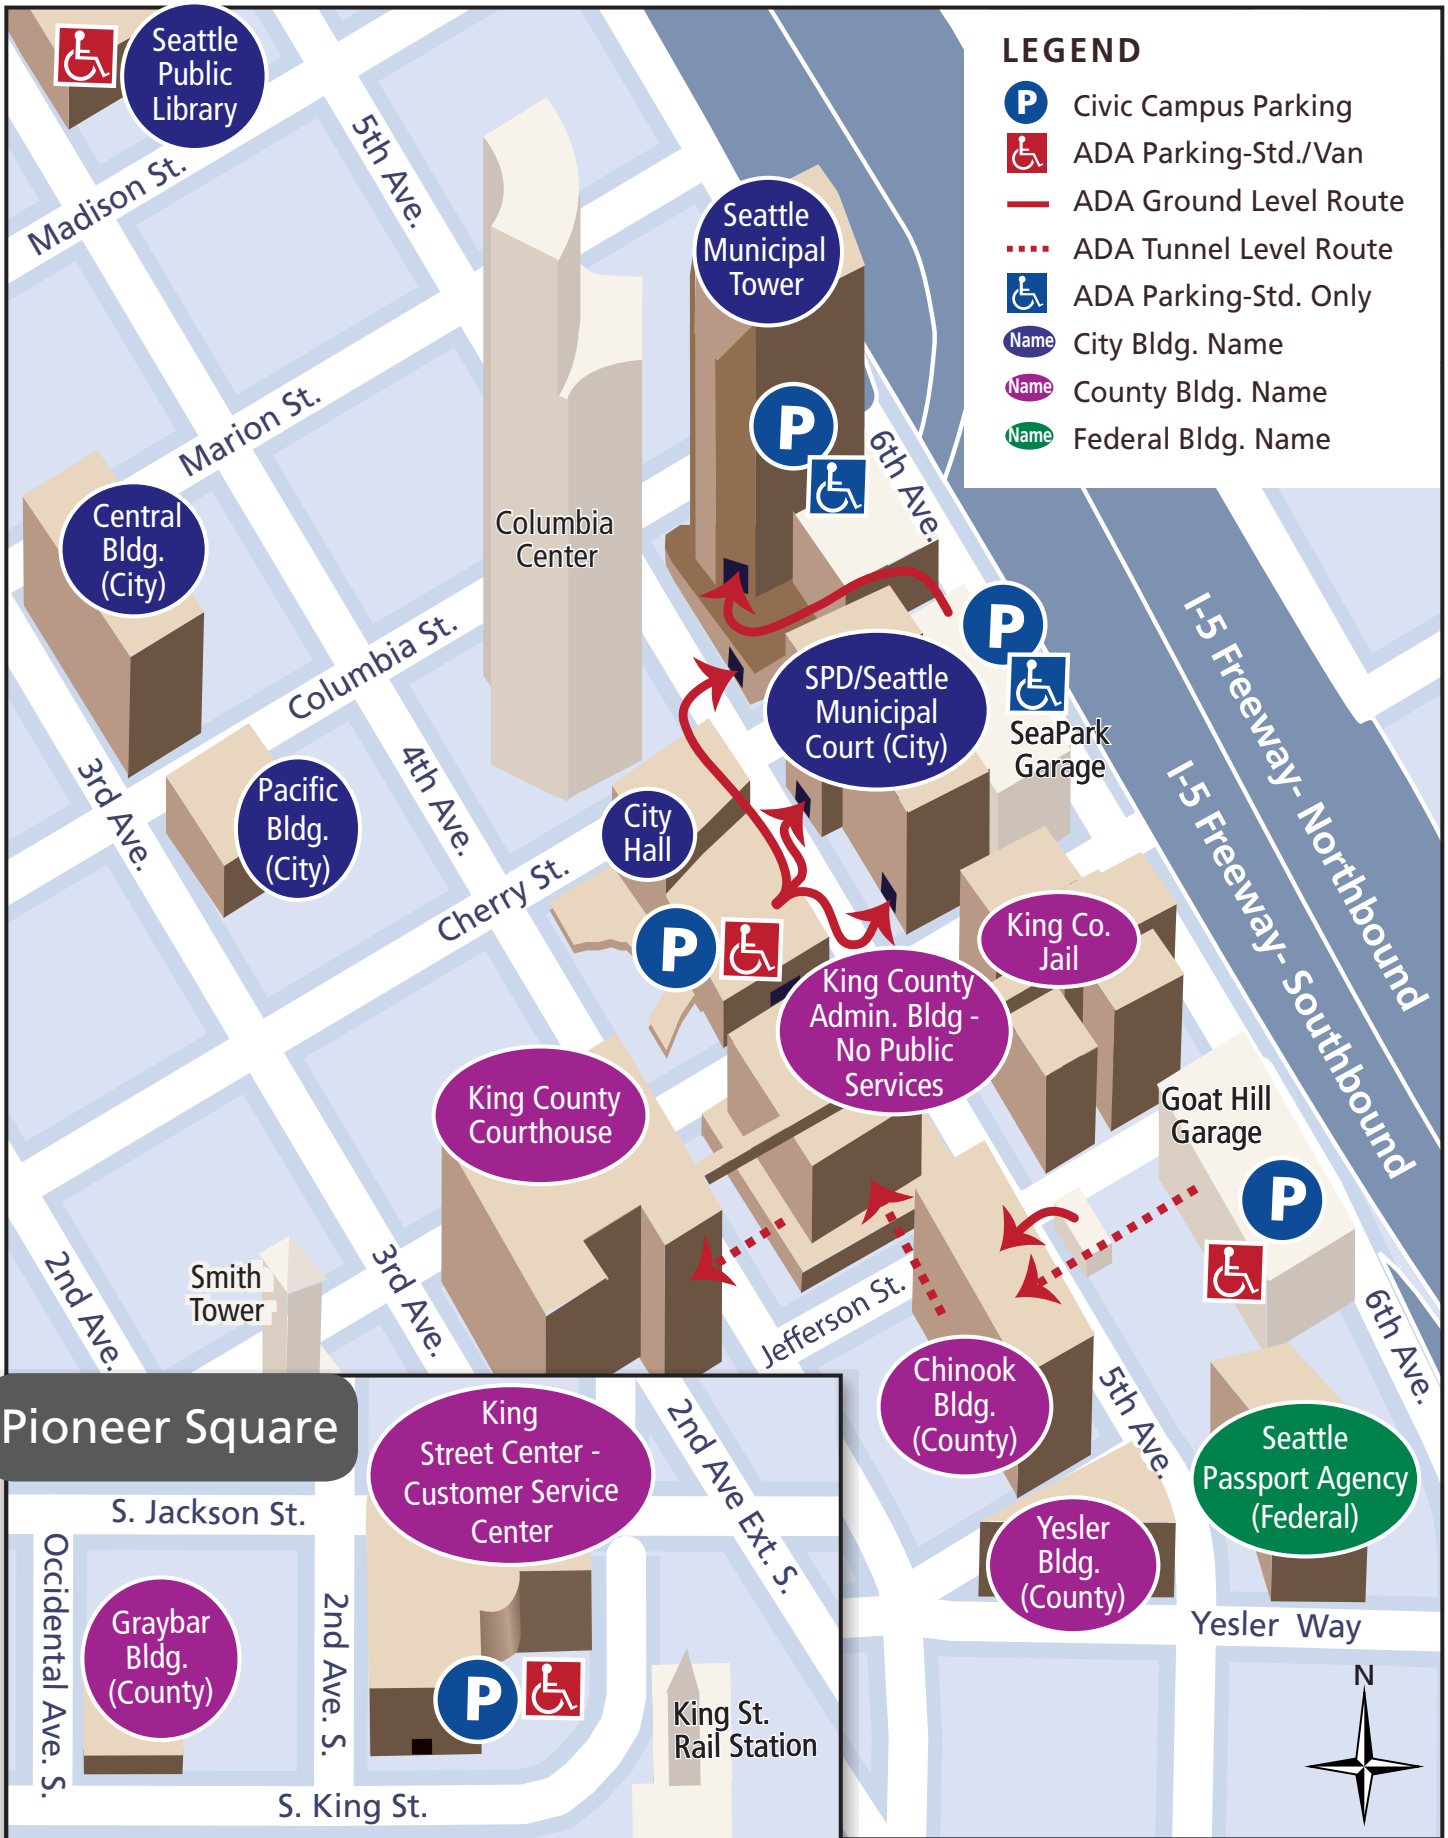 Seattle
Public
Library
LEGEND
P
Civic Campus Parking
ADA Parking-Std./Van
ADA Ground Level Route
ADA Tunnel Level Route
ADA Parking-Std. Only
Name
City Bldg. Name
Name
County Bldg. Name
Name
Federal Bldg. Name
Madison St.
5th Ave.
Seattle
Municipal
Tower
P
6th Ave.
Marion St.
Central
Bldg.
(City)
Columbia
Center
Columbia St.
P
SeaPark
Garage
SPD/Seattle
Municipal
Court (City)
I-5 Freeway- Northbound
I-5 Freeway- Southbound
3rd Ave.
Pacific
Bldg.
(City)
4th Ave.
City
Hall
Cherry St.
P
King Co.
Jail
King County
Admin. Bldg -
No Public
Services
King County
Courthouse
Goat Hill
Garage
P
2nd Ave.
Smith
Tower
3rd Ave.
Jefferson St.
Chinook
Bldg.
(County)
5th Ave.
6th Ave.
Seattle
Passport Agency
(Federal)
Yesler
Bldg.
(County)
Yesler Way
N
Pioneer Square
King
Street Center -
Customer Service
Center
2nd Ave Ext. S.
S. Jackson St.
Occidental Ave. S.
Graybar
Bldg.
(County)
2nd Ave. S.
P
King St.
Rail Station
S. King St.